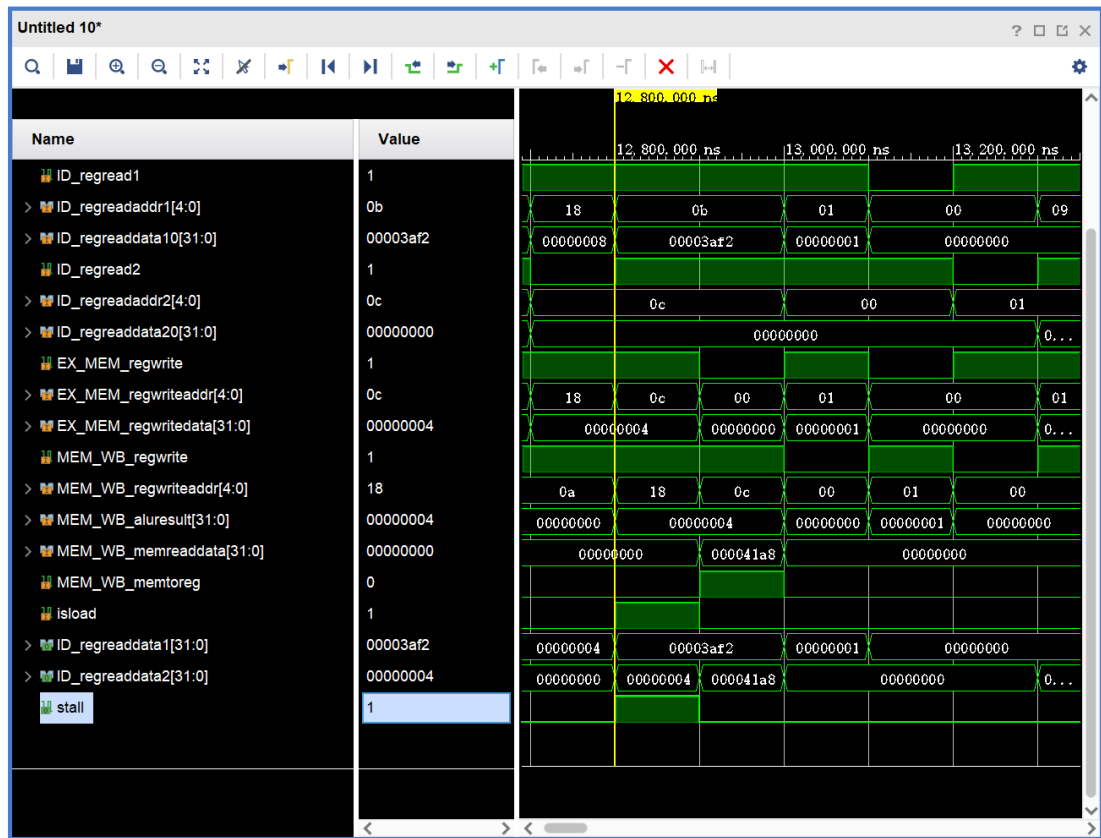 Untitled 10*
12,800.000 ns
Name Value
12,800.000 ns 13,000.000 ns 13,200.000 ns
ID_regread1 1
ID_regreadaddr1[4:0] 0b 18 0b 01 00 09
ID_regreaddata10[31:0] 00003af2 00000008 00003af2 00000001 00000000
ID_regread2 1
ID_regreadaddr2[4:0] 0c 0c 00 01
ID_regreaddata20[31:0] 00000000 00000000 0...
EX_MEM_regwrite 1
EX_MEM_regwriteaddr[4:0] 0c 18 0c 00 01 00 01
EX_MEM_regwritedata[31:0] 00000004 00000004 00000000 00000001 00000000 0...
MEM_WB_regwrite 1
MEM_WB_regwriteaddr[4:0] 18 0a 18 0c 00 01 00
MEM_WB_aluresult[31:0] 00000004 00000000 00000004 00000000 00000001 00000000
MEM_WB_memreaddata[31:0] 00000000 00000000 000041a8 00000000
MEM_WB_memtoreg 0
isload 1
ID_regreaddata1[31:0] 00003af2 00000004 00003af2 00000001 00000000
ID_regreaddata2[31:0] 00000004 00000000 00000004 000041a8 00000000 0...
stall 1